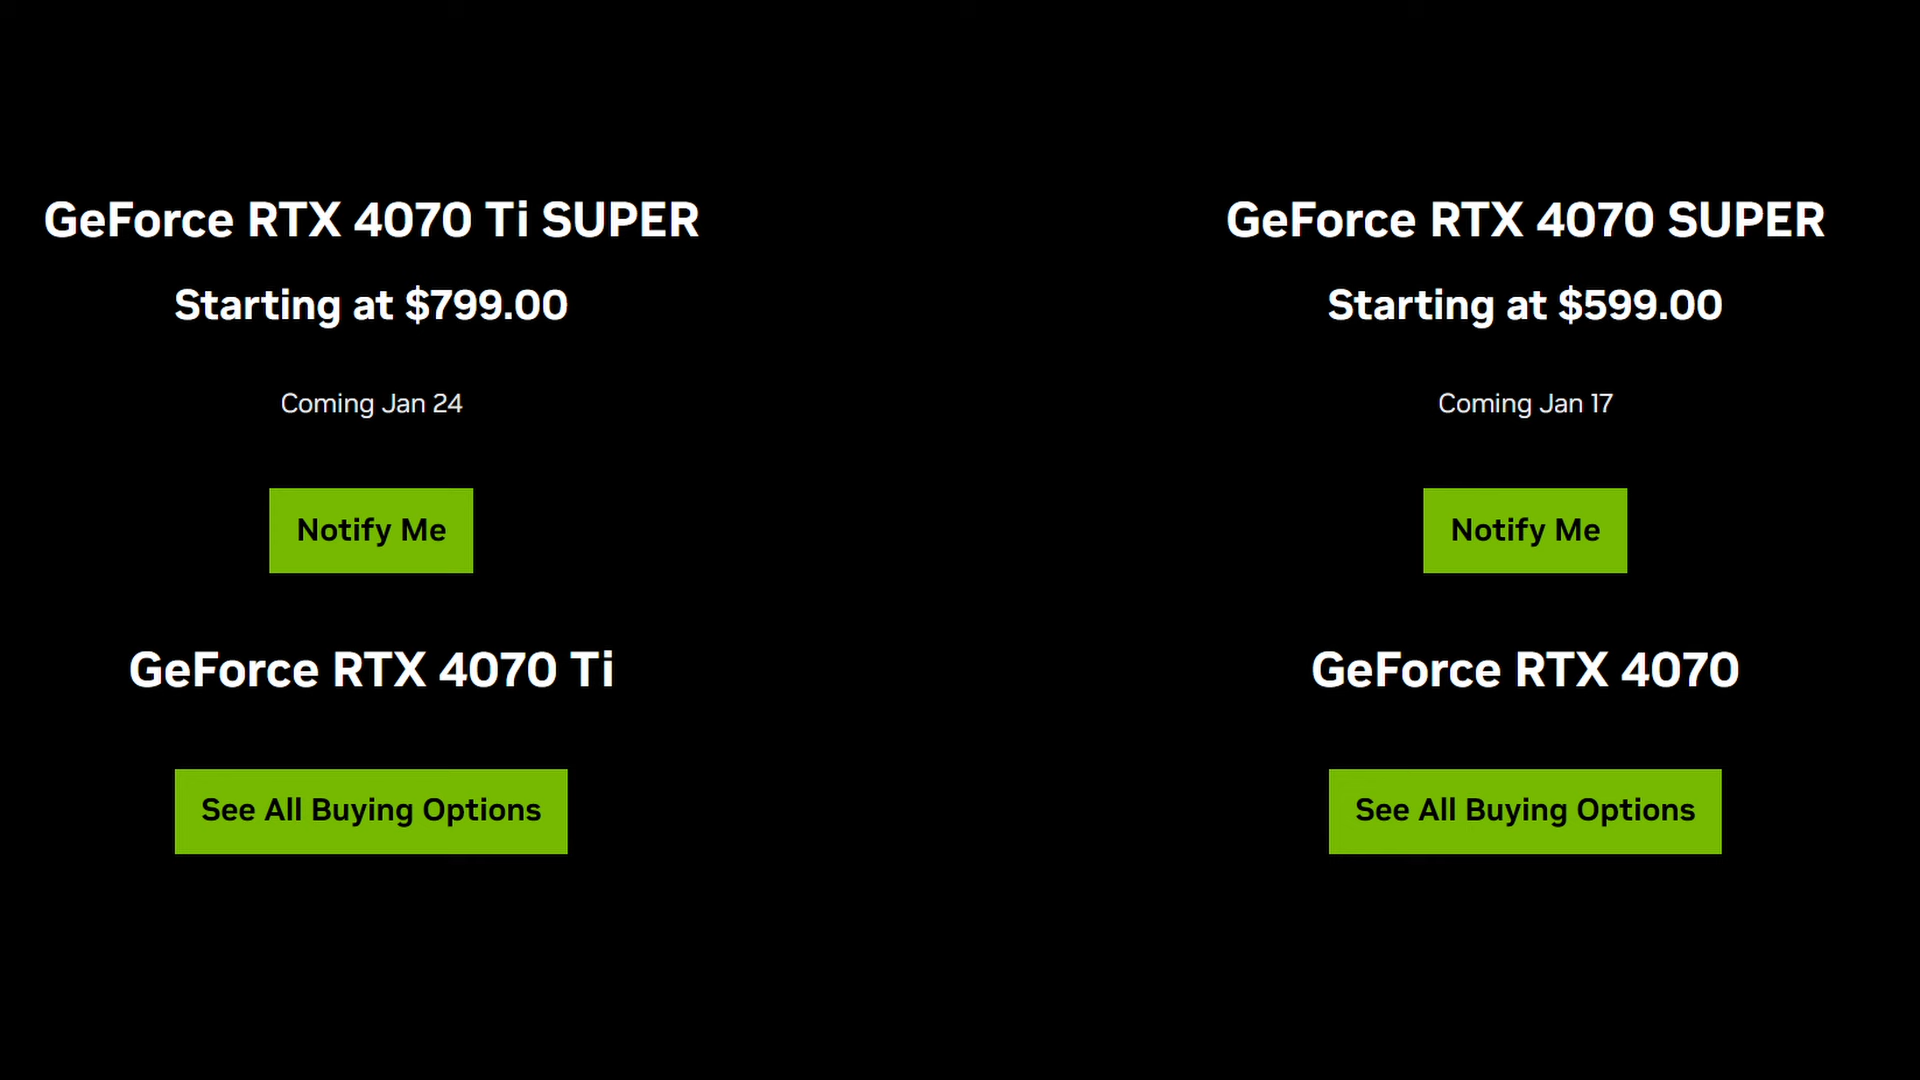 GeForce RTX 4070 Ti SUPER
Starting at $799.00
Coming Jan 24
Notify Me
GeForce RTX 4070 Ti
See All Buying Options
GeForce RTX 4070 SUPER
Starting at $599.00
Coming Jan 17
Notify Me
GeForce RTX 4070
See All Buying Options